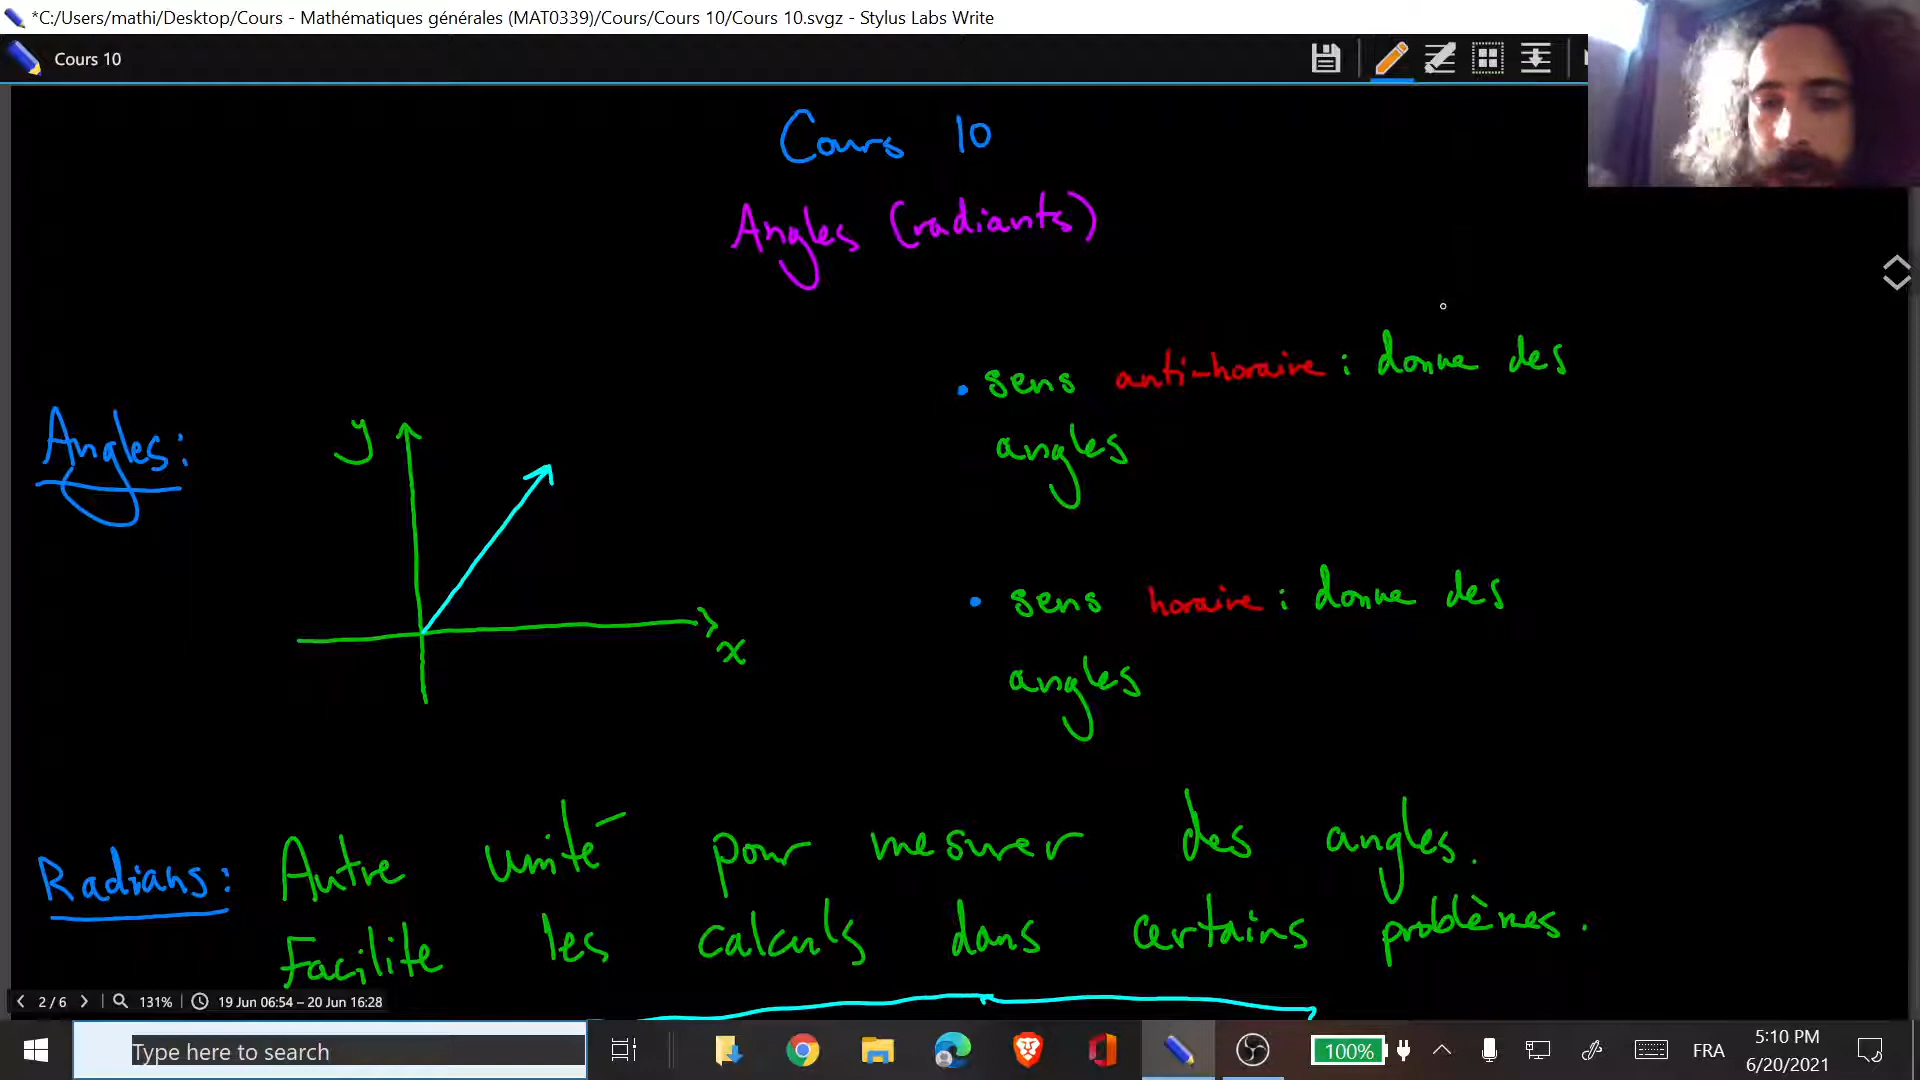 *C:/Users/mathi/Desktop/Cours - Mathématiques générales (MAT0339)/Cours/Cours 10/Cours 10.svgz - Stylus Labs Write
Cours 10
Cours 10
Angles (radiants)
• sens anti-horaire : donne des
angles
Angles:
y
x
• sens horaire : donne des
angles
Radians: Autre unité pour mesurer des angles.
Facilite les calculs dans certains problèmes.
2 / 6 131% 19 Jun 06:54 – 20 Jun 16:28
Type here to search
100%
FRA
5:10 PM
6/20/2021